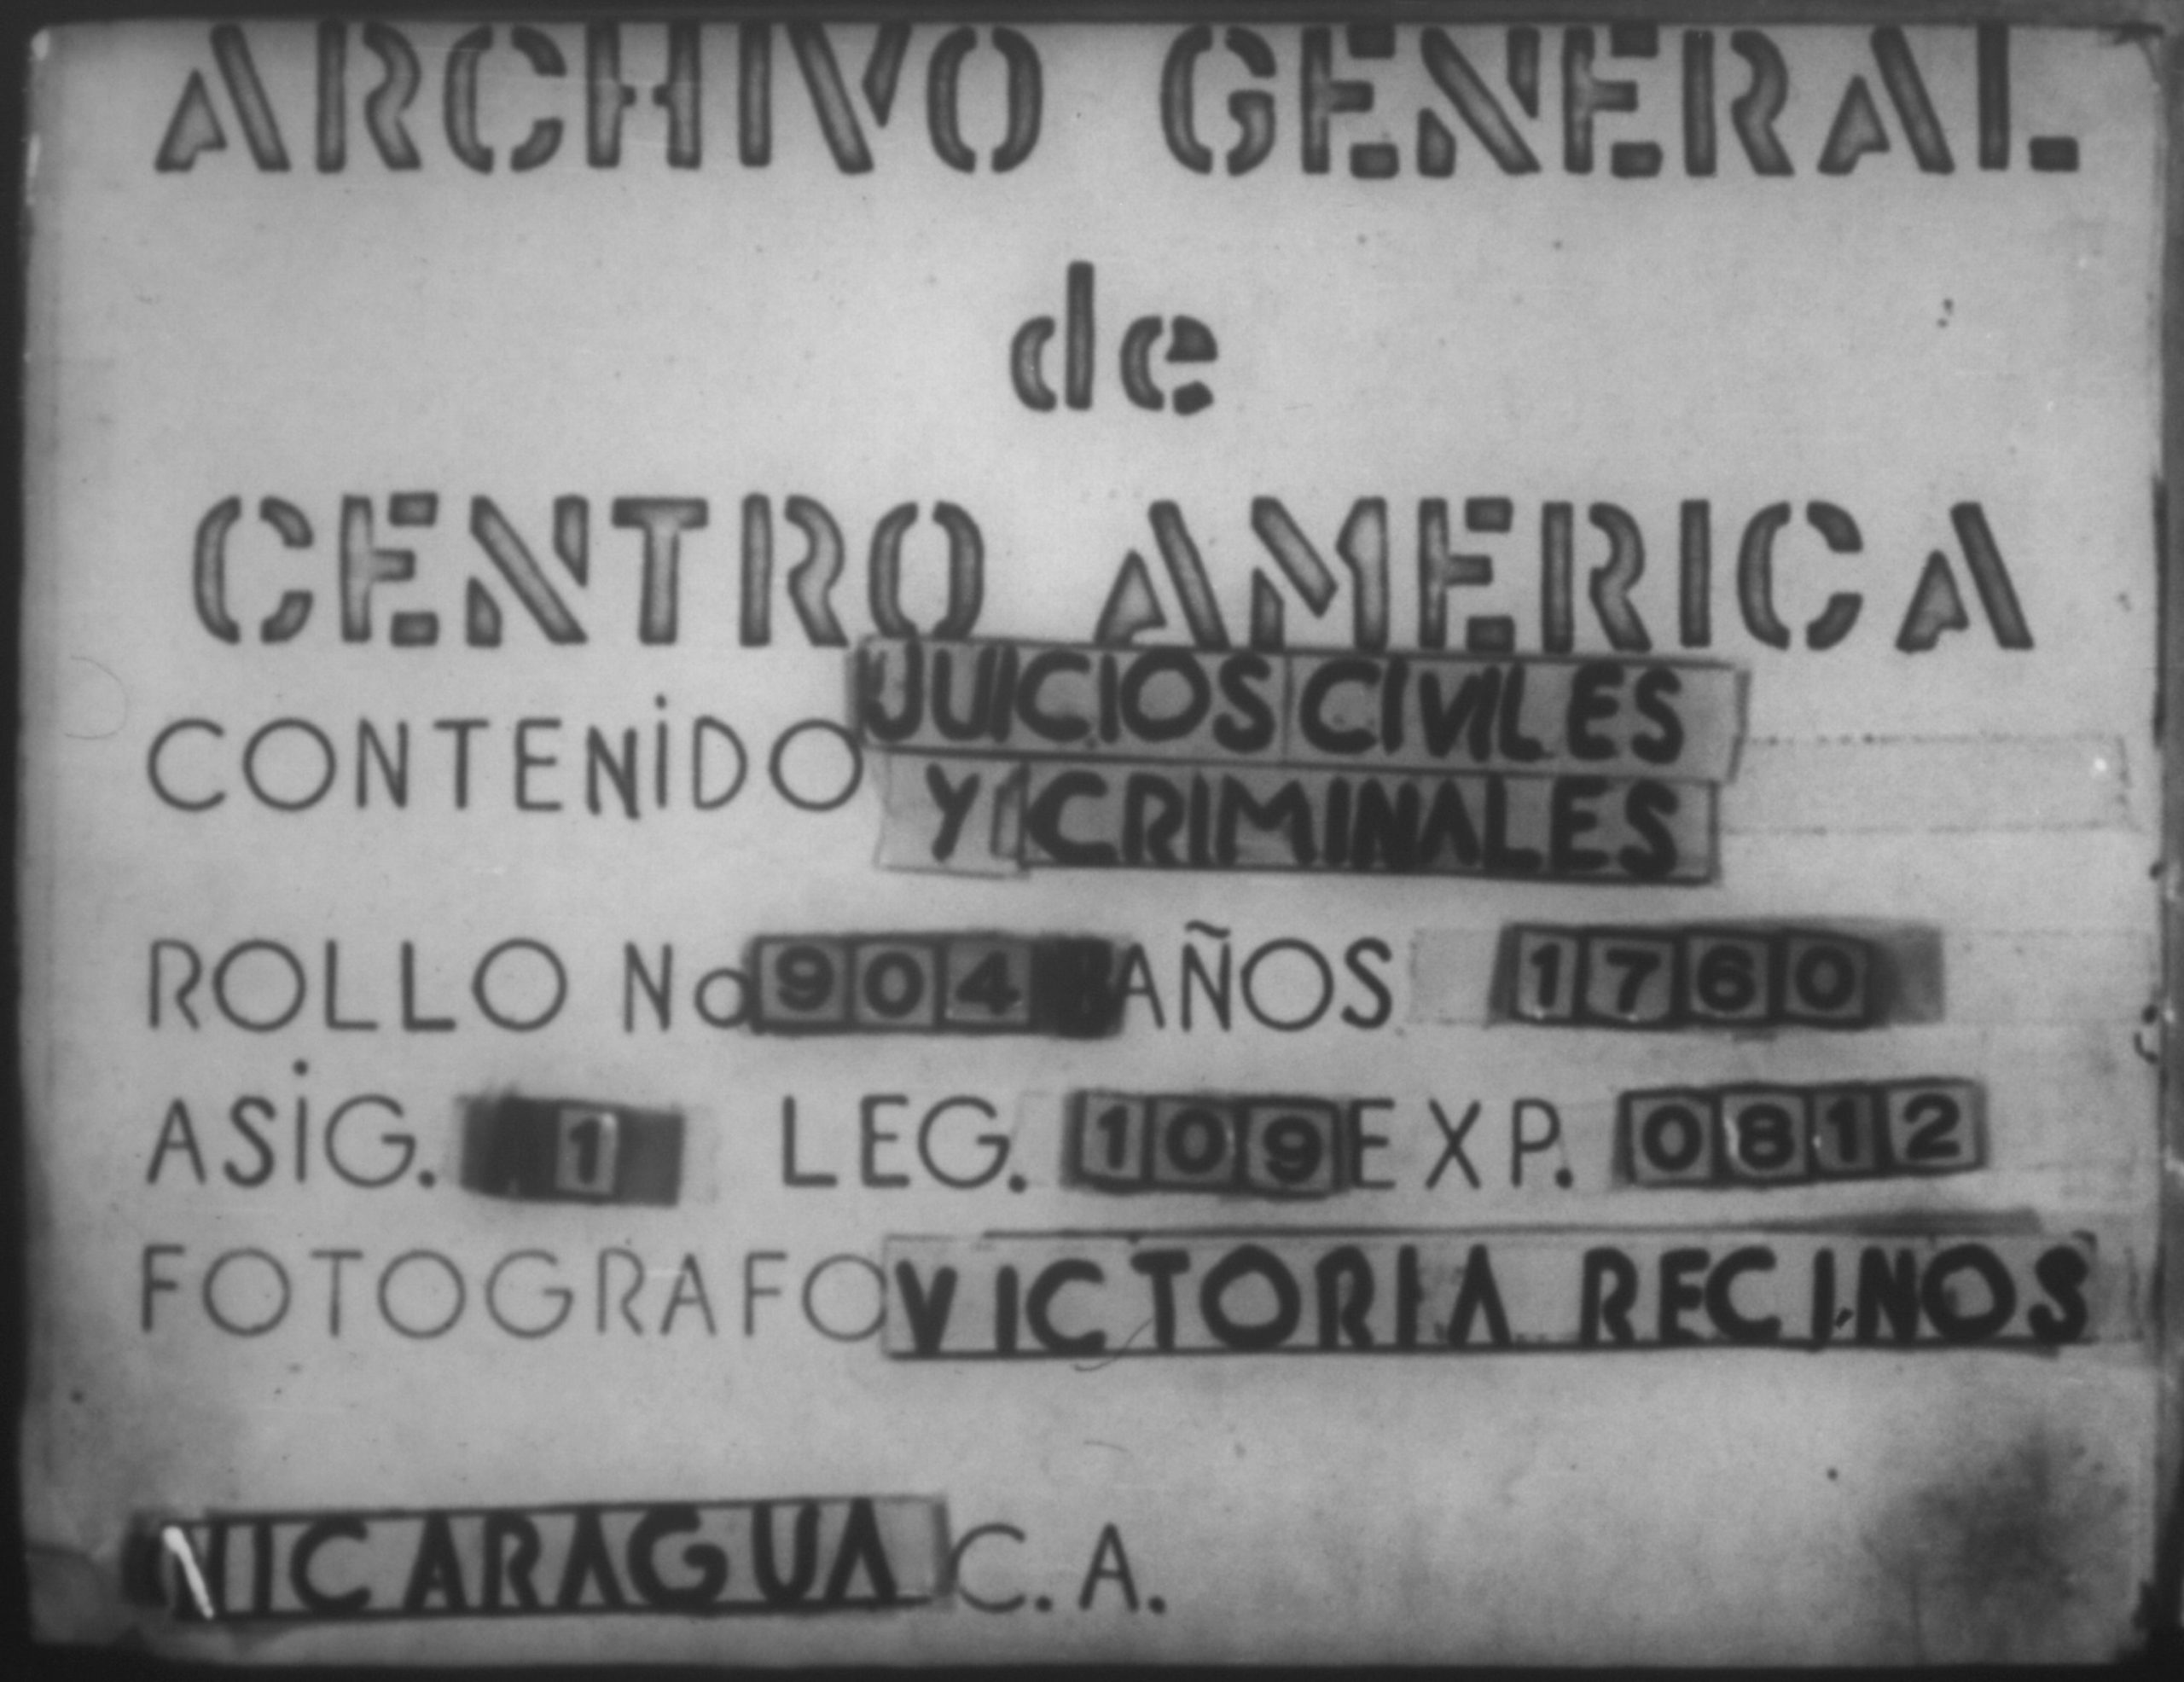 ARCHIVO GENERAL
de
CENTRO AMERICA
CONTENIDO JUICIOS CIVILES
Y CRIMINALES
ROLLO No 904 AÑOS 1760
ASIG. 1 LEG. 109 EXP. 0812
FOTOGRAFO VICTORIA RECINOS
NICARAGUA C.A.